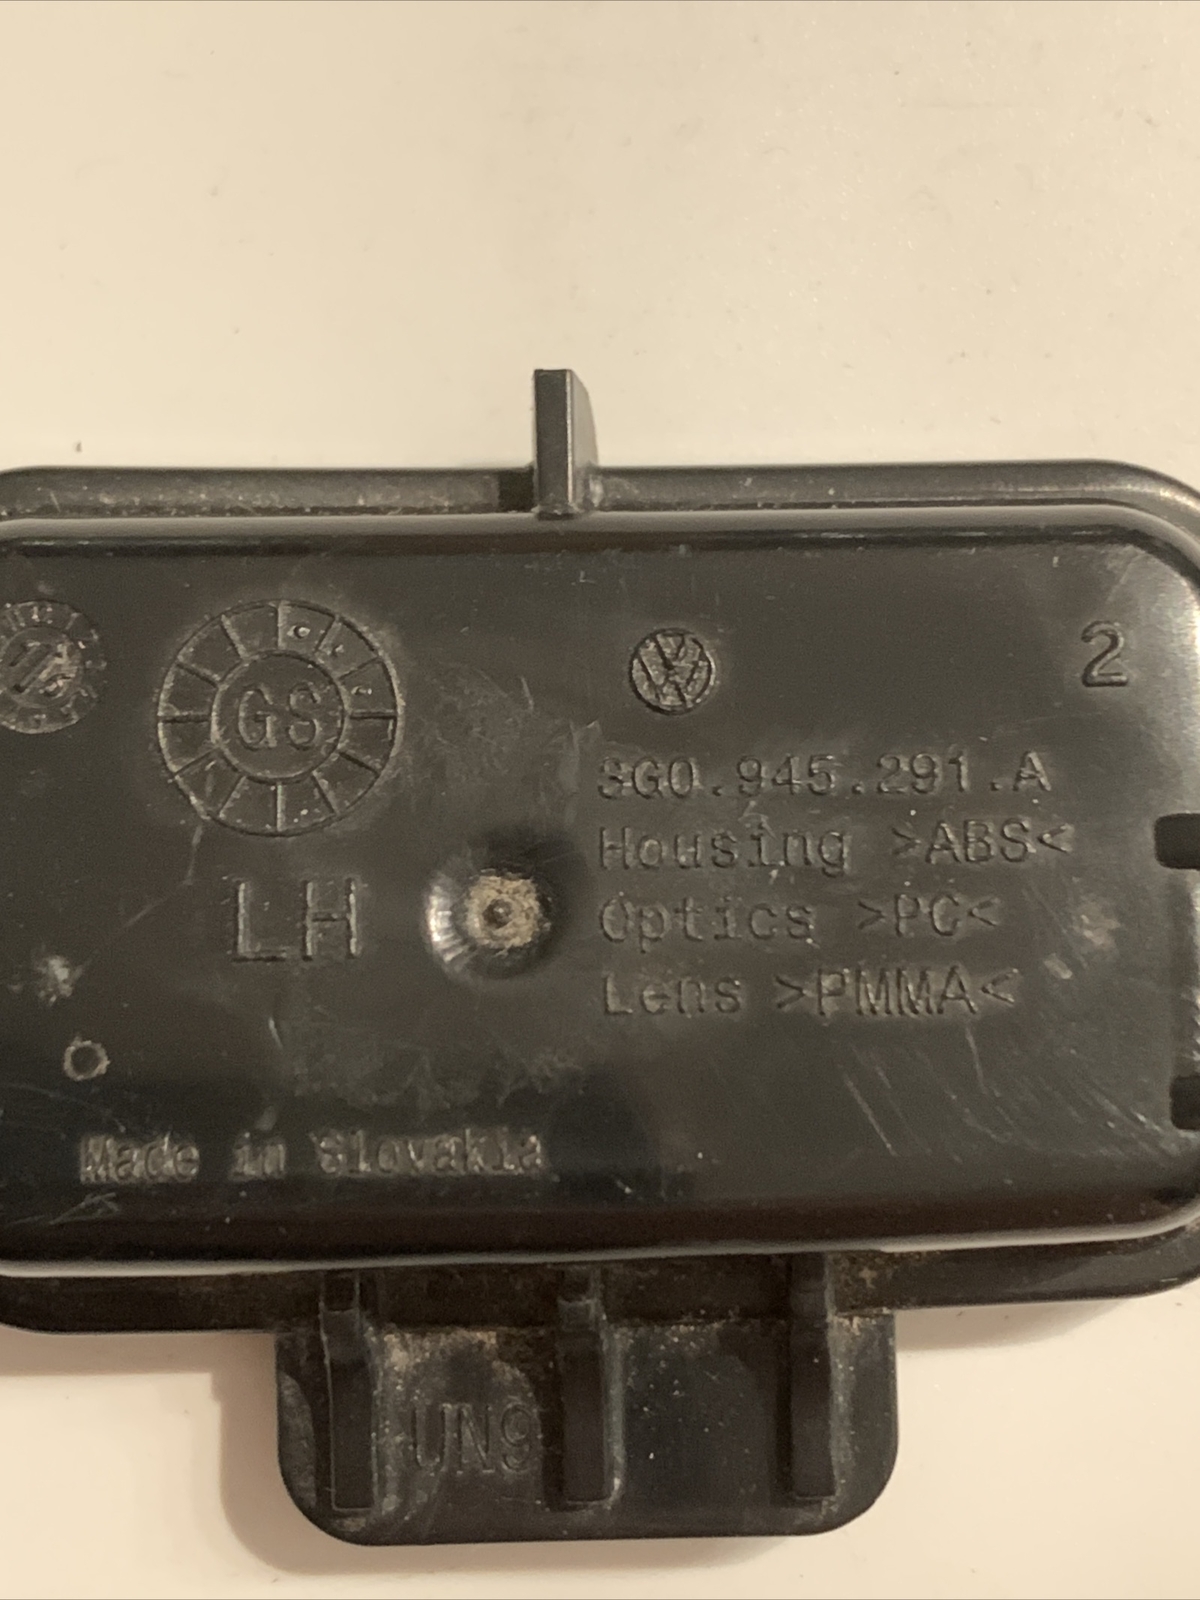 GS
2
3G0.945.291.A
Housing >ABS<
LH
Optics >PC<
Lens >PMMA<
Made in Slovakia
UN9